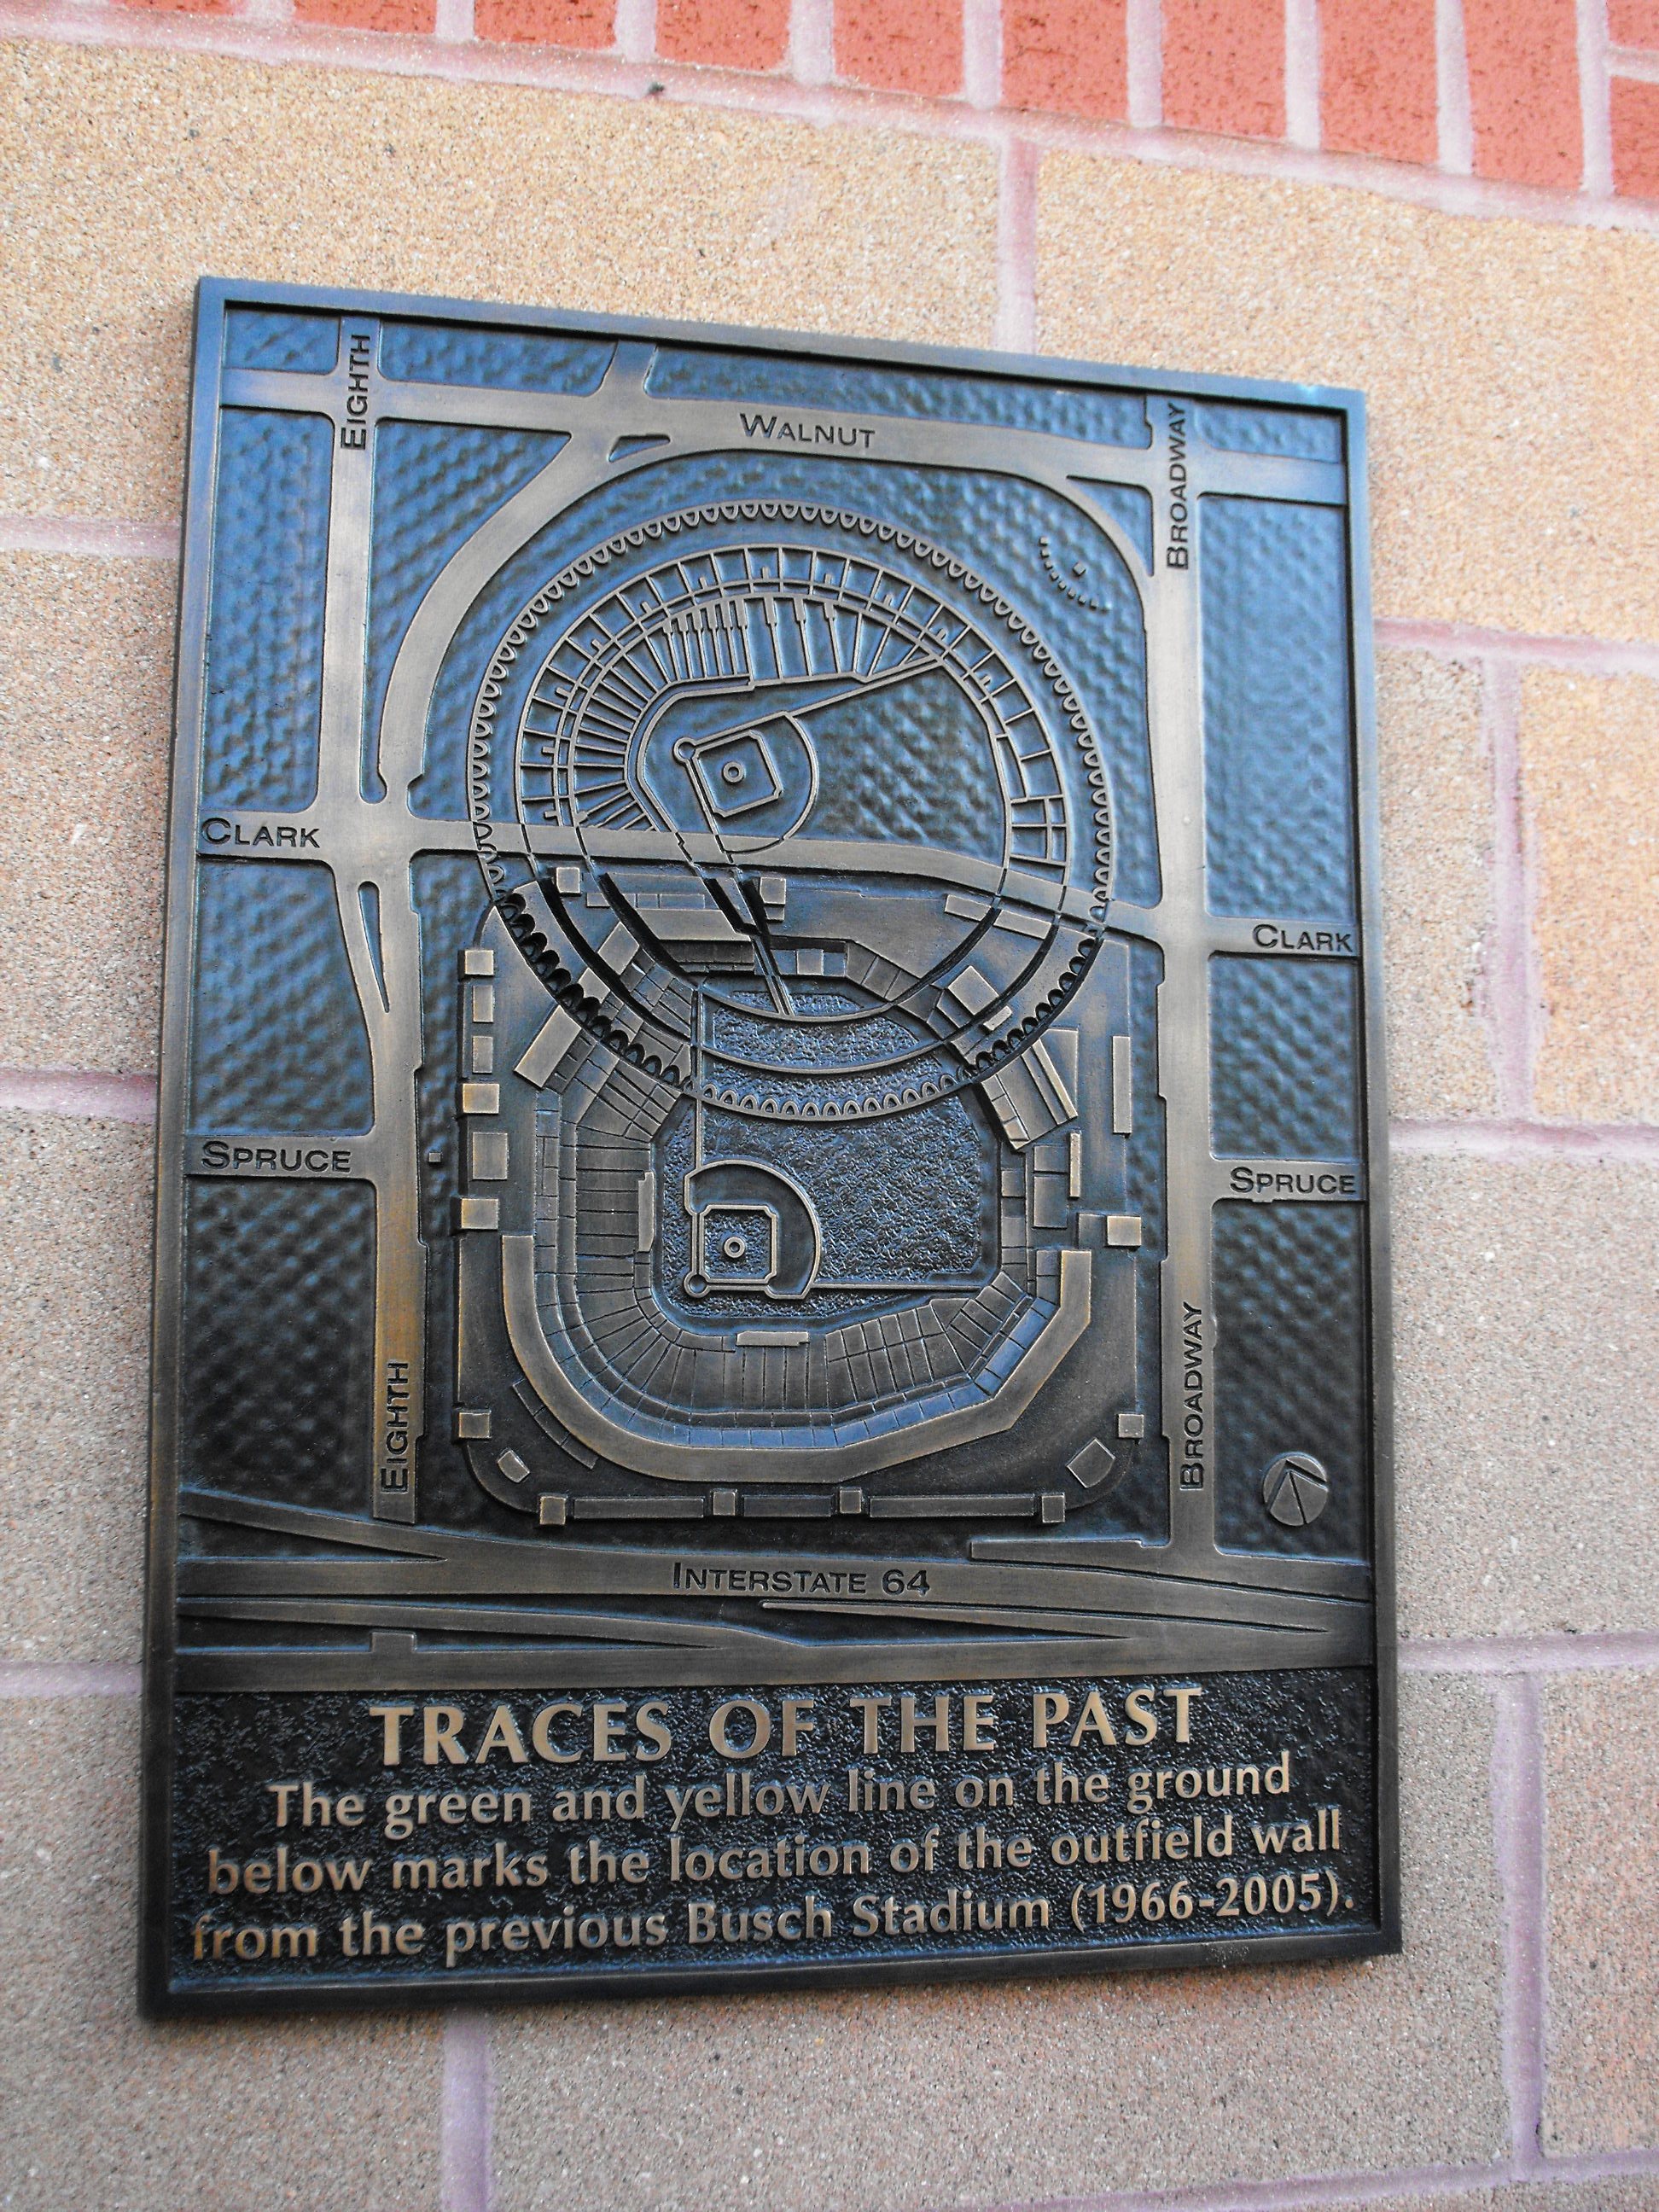 EIGHTH
WALNUT
BROADWAY
CLARK
CLARK
SPRUCE
SPRUCE
EIGHTH
BROADWAY
INTERSTATE 64
TRACES OF THE PAST
The green and yellow line on the ground
below marks the location of the outfield wall
from the previous Busch Stadium (1966-2005).